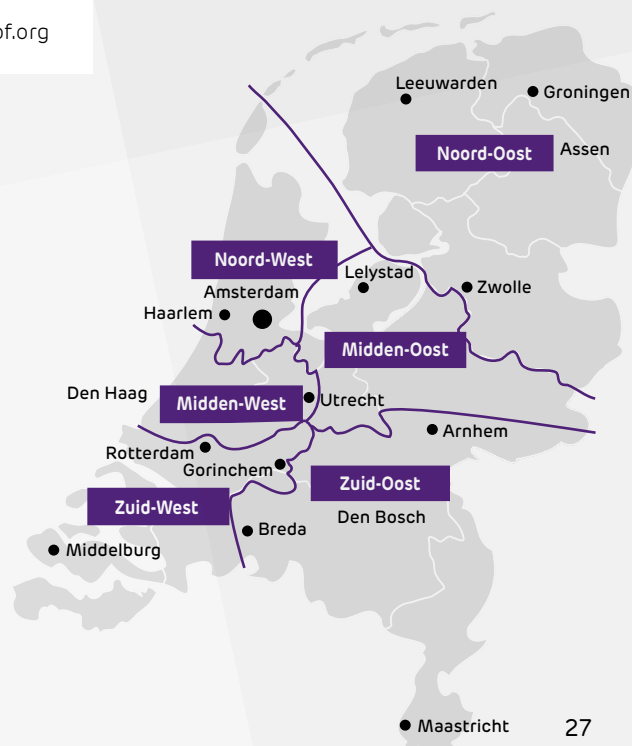 of.org
Leeuwarden
Groningen
Noord-Oost
Assen
Noord-West
Lelystad
Zwolle
Amsterdam
Haarlem
Midden-Oost
Den Haag
Midden-West
Utrecht
Arnhem
Rotterdam
Gorinchem
Zuid-Oost
Zuid-West
Den Bosch
Breda
Middelburg
Maastricht
27